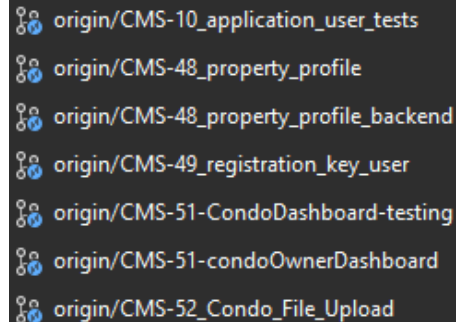 origin/CMS-10_application_user_tests
origin/CMS-48_property_profile
origin/CMS-48_property_profile_backend
origin/CMS-49_registration_key_user
origin/CMS-51-CondoDashboard-testing
origin/CMS-51-condoOwnerDashboard
origin/CMS-52_Condo_File_Upload